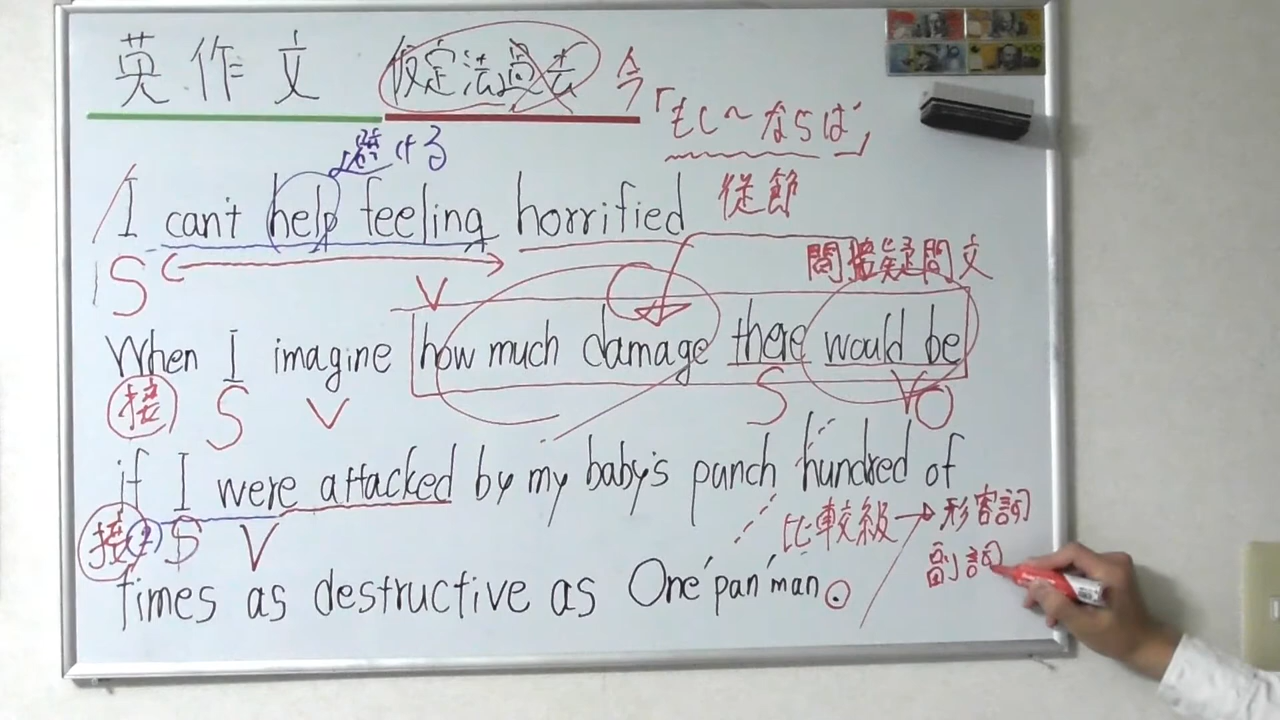 英作文 仮定法過去 今
「もし〜ならば」
避ける
I can't help feeling horrified 従節
S V 間接疑問文
When I imagine how much damage there would be
接 S V S V
if I were attacked by my baby's punch hundred of
接 S V 比較級→形容詞
副詞
times as destructive as One'pan'man.